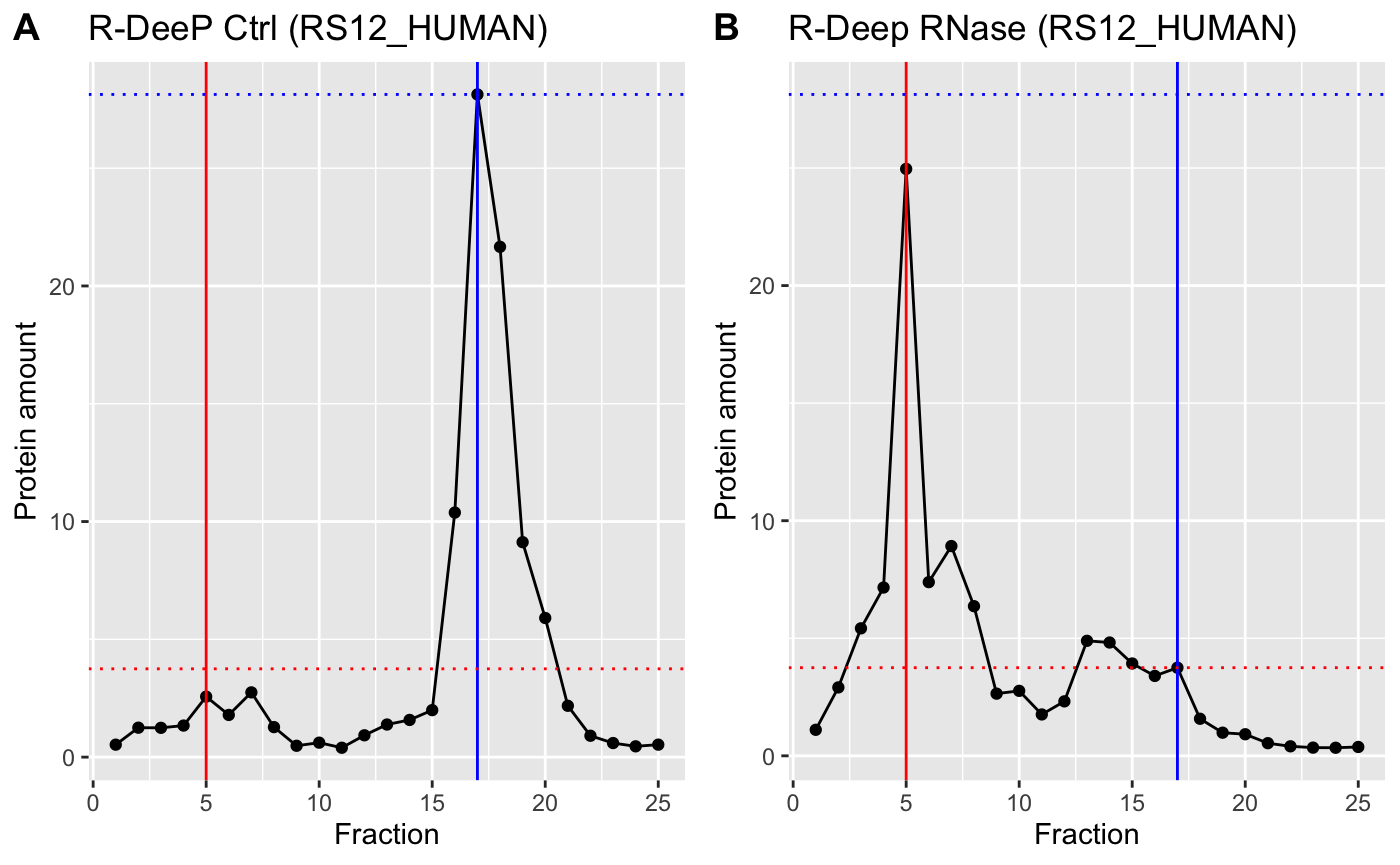 A R-DeeP Ctrl (RS12_HUMAN)
Protein amount
20
10
0
0 5 10 15 20 25
Fraction
B R-Deep RNase (RS12_HUMAN)
Protein amount
20
10
0
0 5 10 15 20 25
Fraction